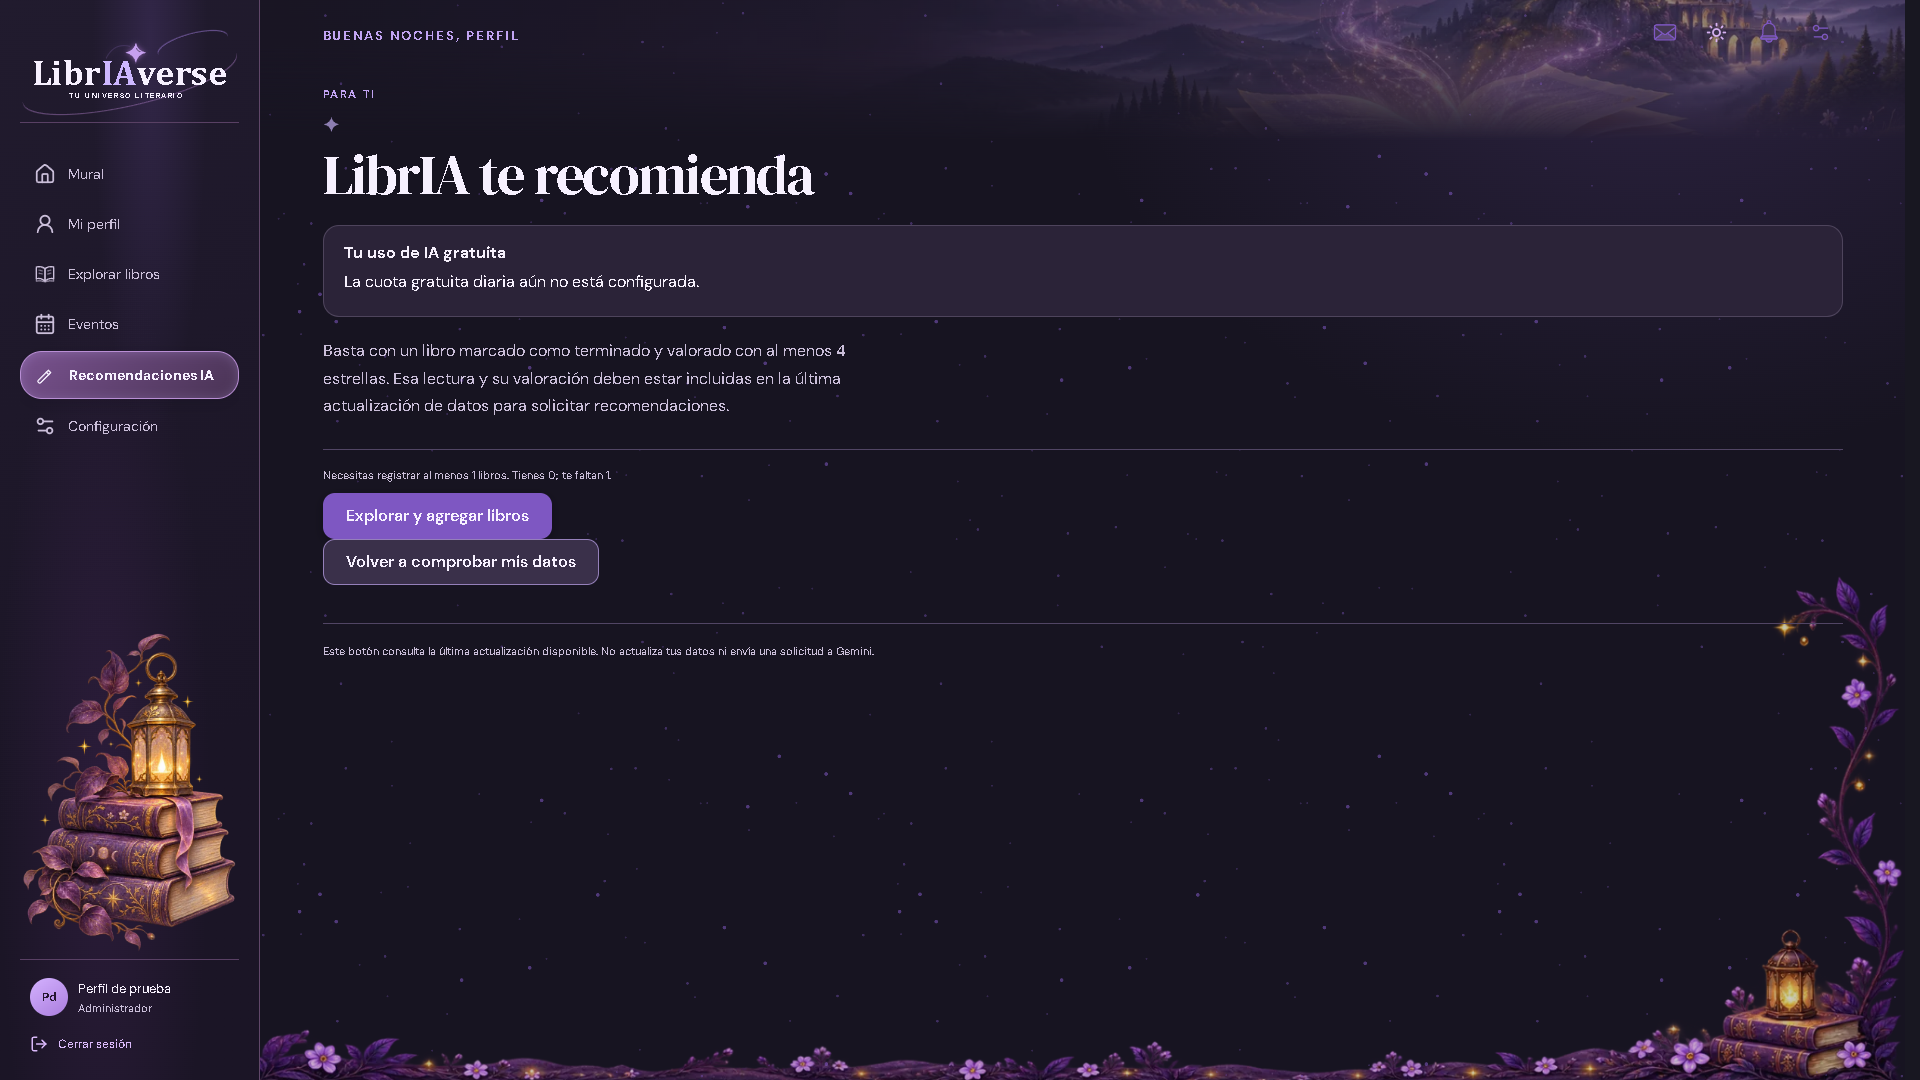 LibrIAverse
TU UNIVERSO LITERARIO
Mural
Mi perfil
Explorar libros
Eventos
Recomendaciones IA
Configuración
Pd
Perfil de prueba
Administrador
Cerrar sesión
BUENAS NOCHES, PERFIL
PARA TI
LibrIA te recomienda
Tu uso de IA gratuita
La cuota gratuita diaria aún no está configurada.
Basta con un libro marcado como terminado y valorado con al menos 4
estrellas. Esa lectura y su valoración deben estar incluidas en la última
actualización de datos para solicitar recomendaciones.
Necesitas registrar al menos 1 libros. Tienes 0; te faltan 1.
Explorar y agregar libros
Volver a comprobar mis datos
Este botón consulta la última actualización disponible. No actualiza tus datos ni envía una solicitud a Gemini.